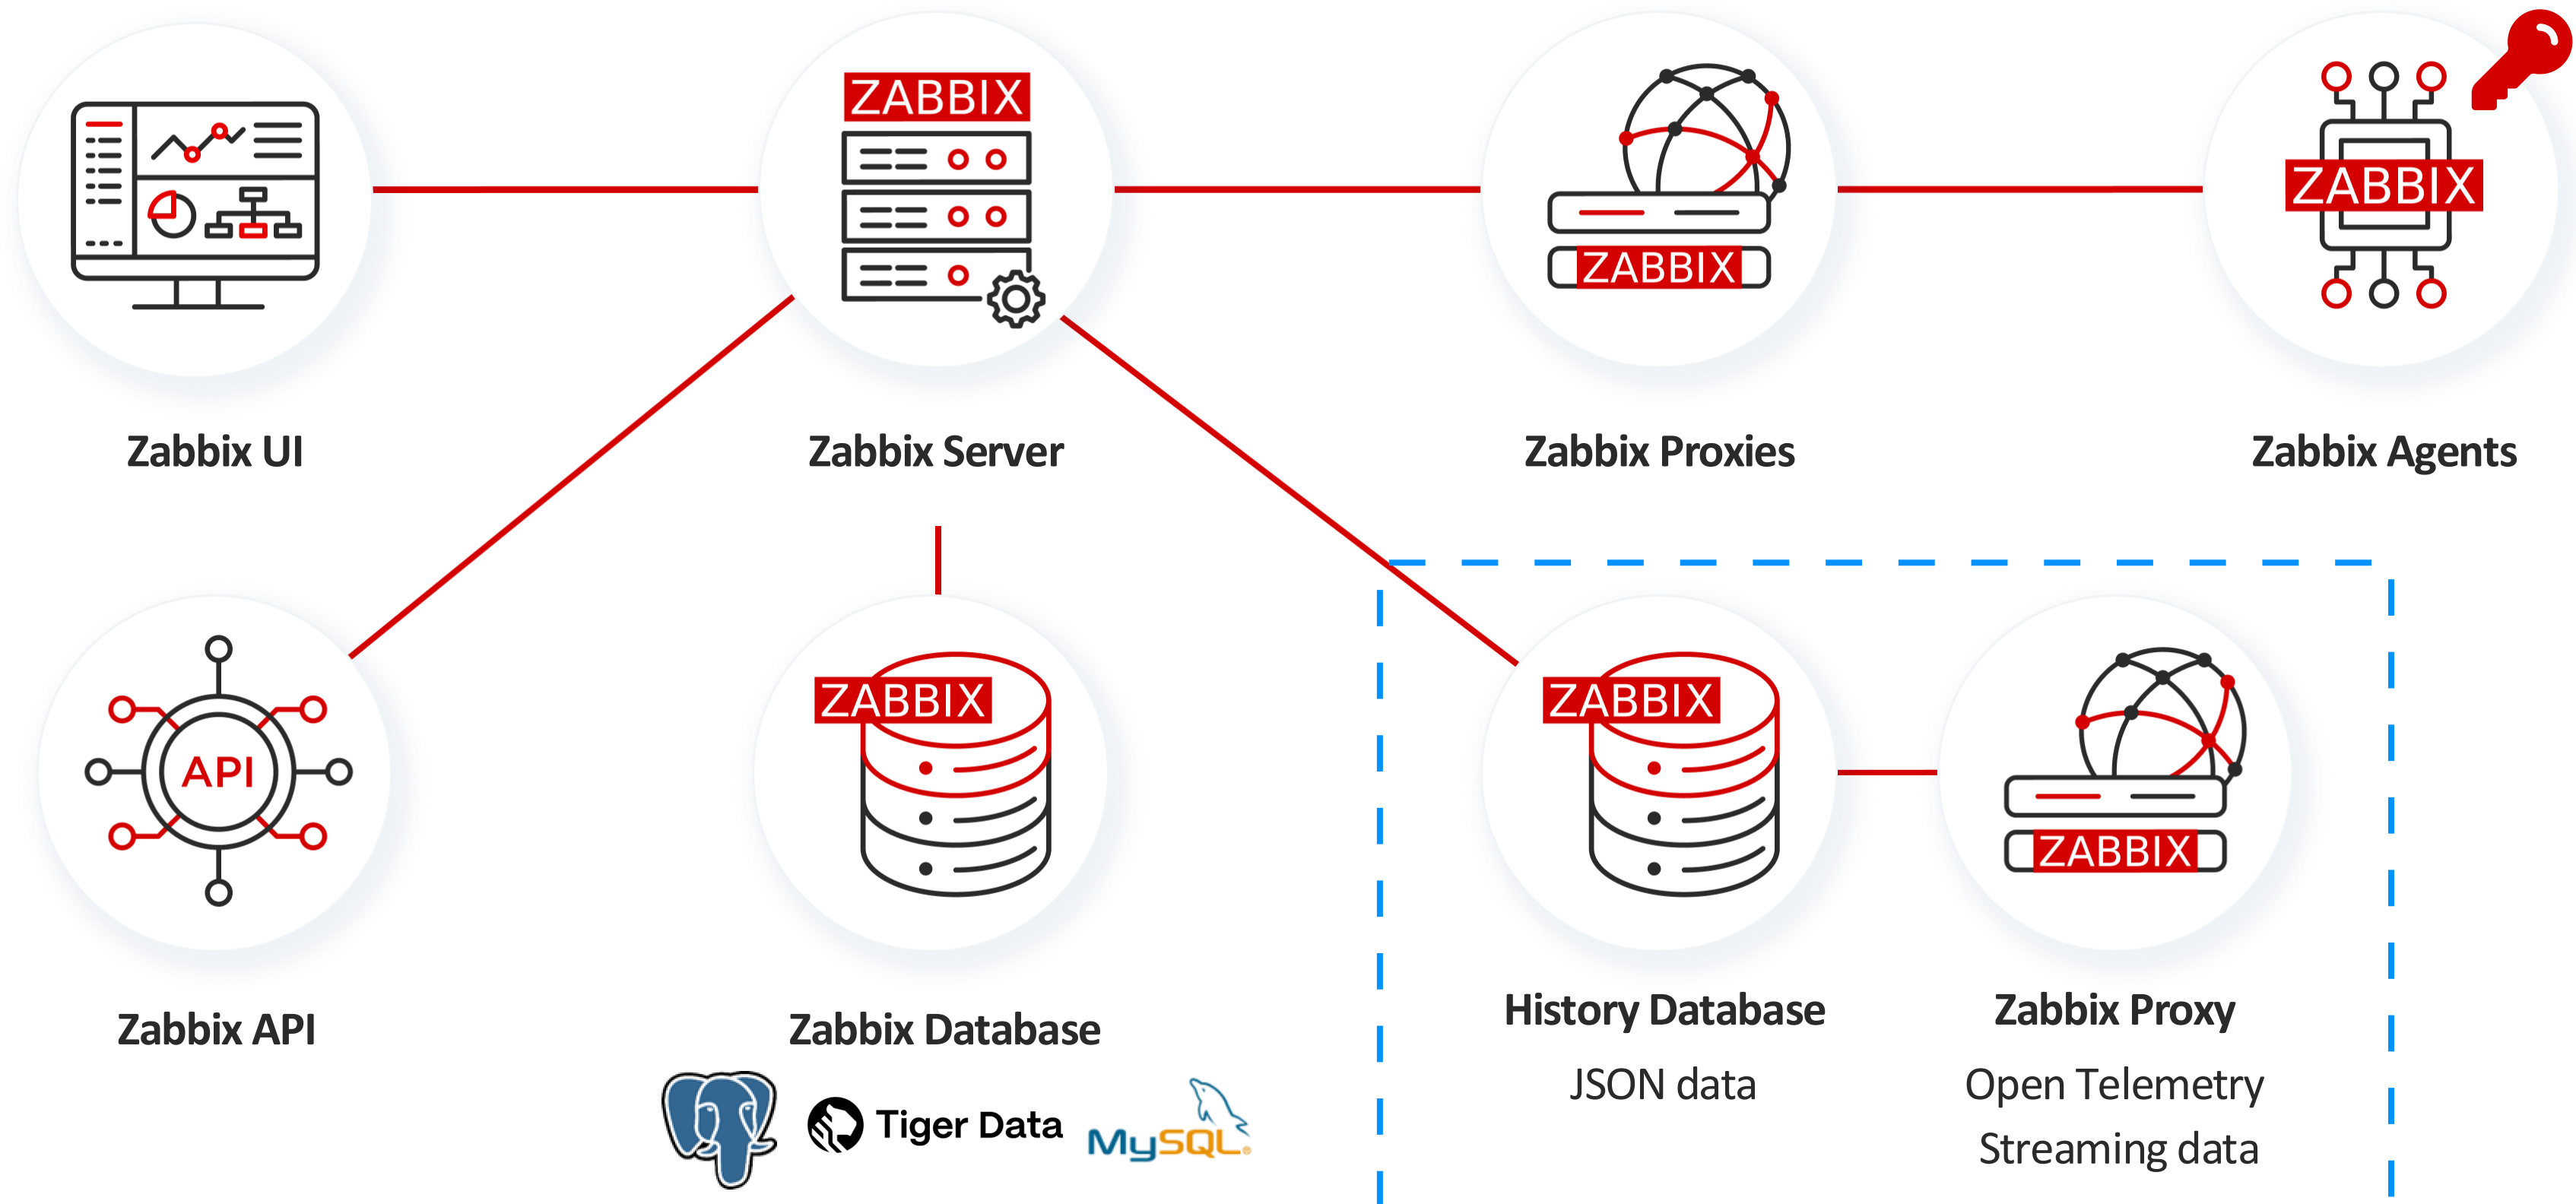 ZABBIX
ZABBIX
ZABBIX
Zabbix UI
Zabbix Server
Zabbix Proxies
Zabbix Agents
API
ZABBIX
ZABBIX
ZABBIX
Zabbix API
Zabbix Database
History Database
Zabbix Proxy
JSON data
Open Telemetry
Streaming data
Tiger Data
MySQL®